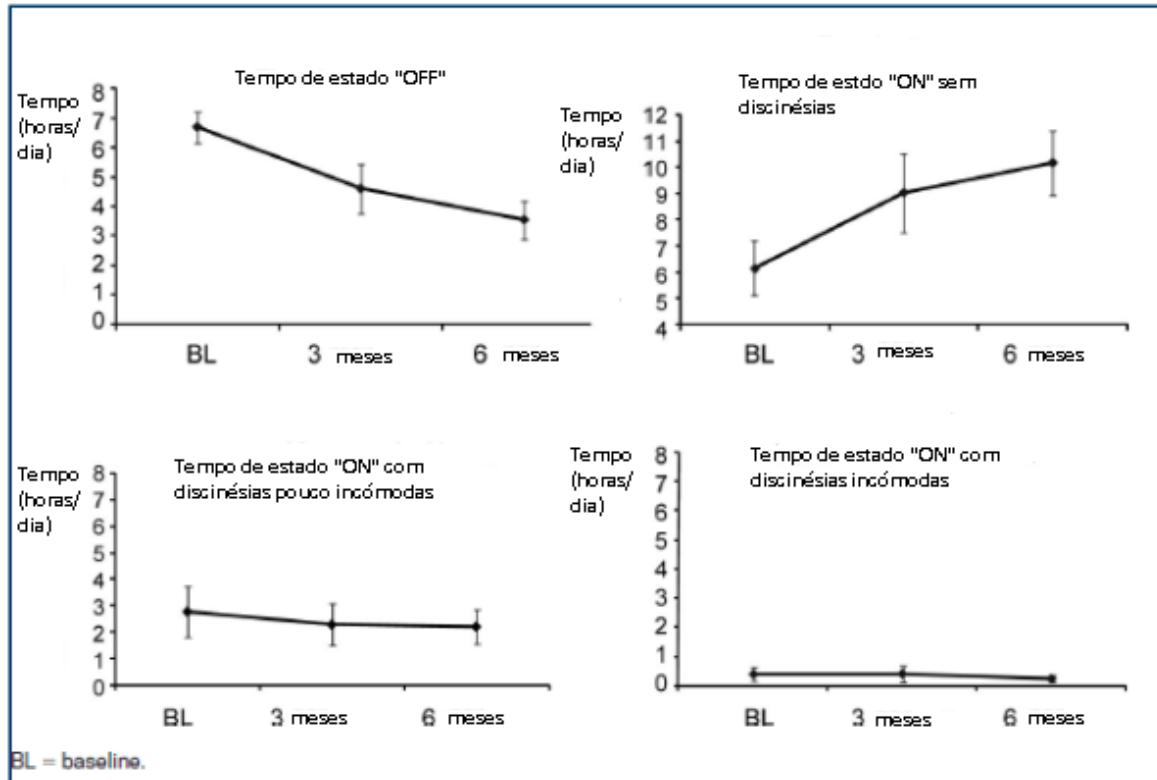 Tempo de estado "OFF"
Tempo
(horas/
dia)
8
7
6
5
4
3
2
1
0
BL 3 meses 6 meses
Tempo de estdo "ON" sem
discinésias
Tempo
(horas/
dia)
12
11
10
9
8
7
6
5
4
BL 3 meses 6 meses
Tempo de estado "ON" com
discinésias pouco incómodas
Tempo
(horas/
dia)
8
7
6
5
4
3
2
1
0
BL 3 meses 6 meses
Tempo de estado "ON" com
discinésias incómodas
Tempo
(horas/
dia)
8
7
6
5
4
3
2
1
0
BL 3 meses 6 meses
BL = baseline.